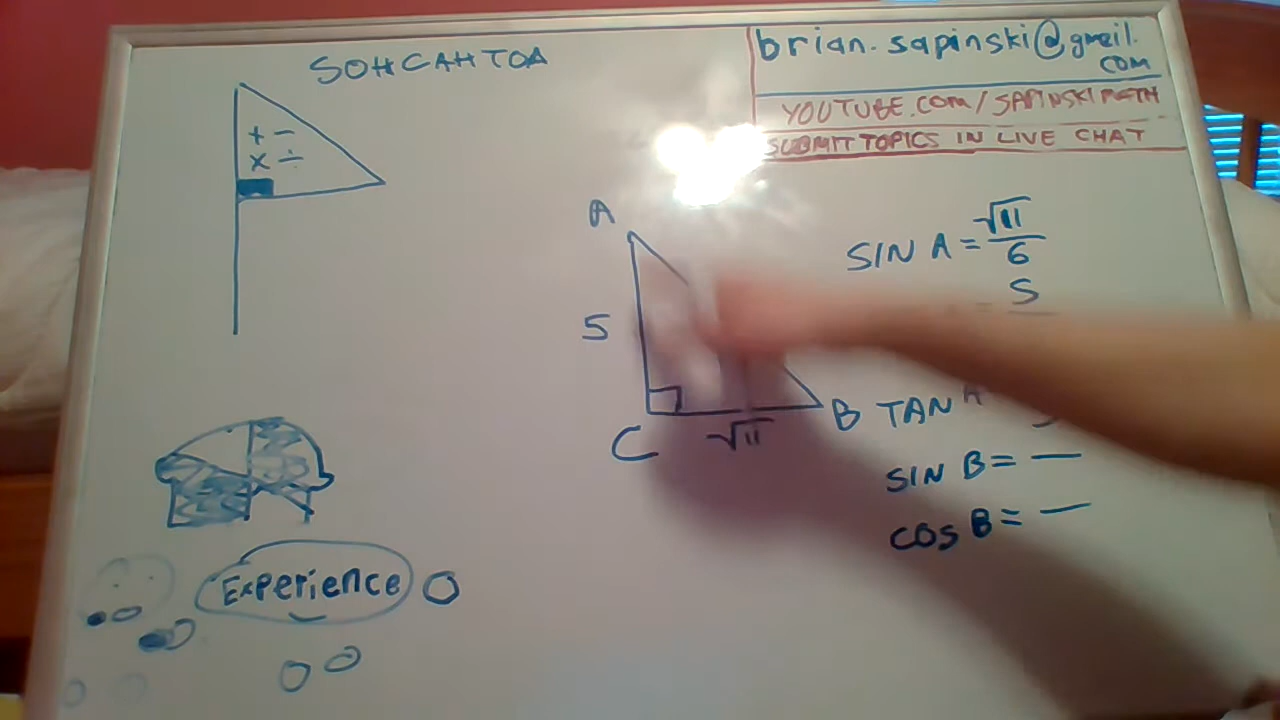 SOHCAHTOA
brian.sapinski@gmail.
COM
YOUTUBE.COM/SAPINSKIMATH
SUBMIT TOPICS IN LIVE CHAT
+ −
× ÷
A
5
C
√11
B
SIN A = √11/6
5
TAN A
SIN B = —
COS B = —
Experience